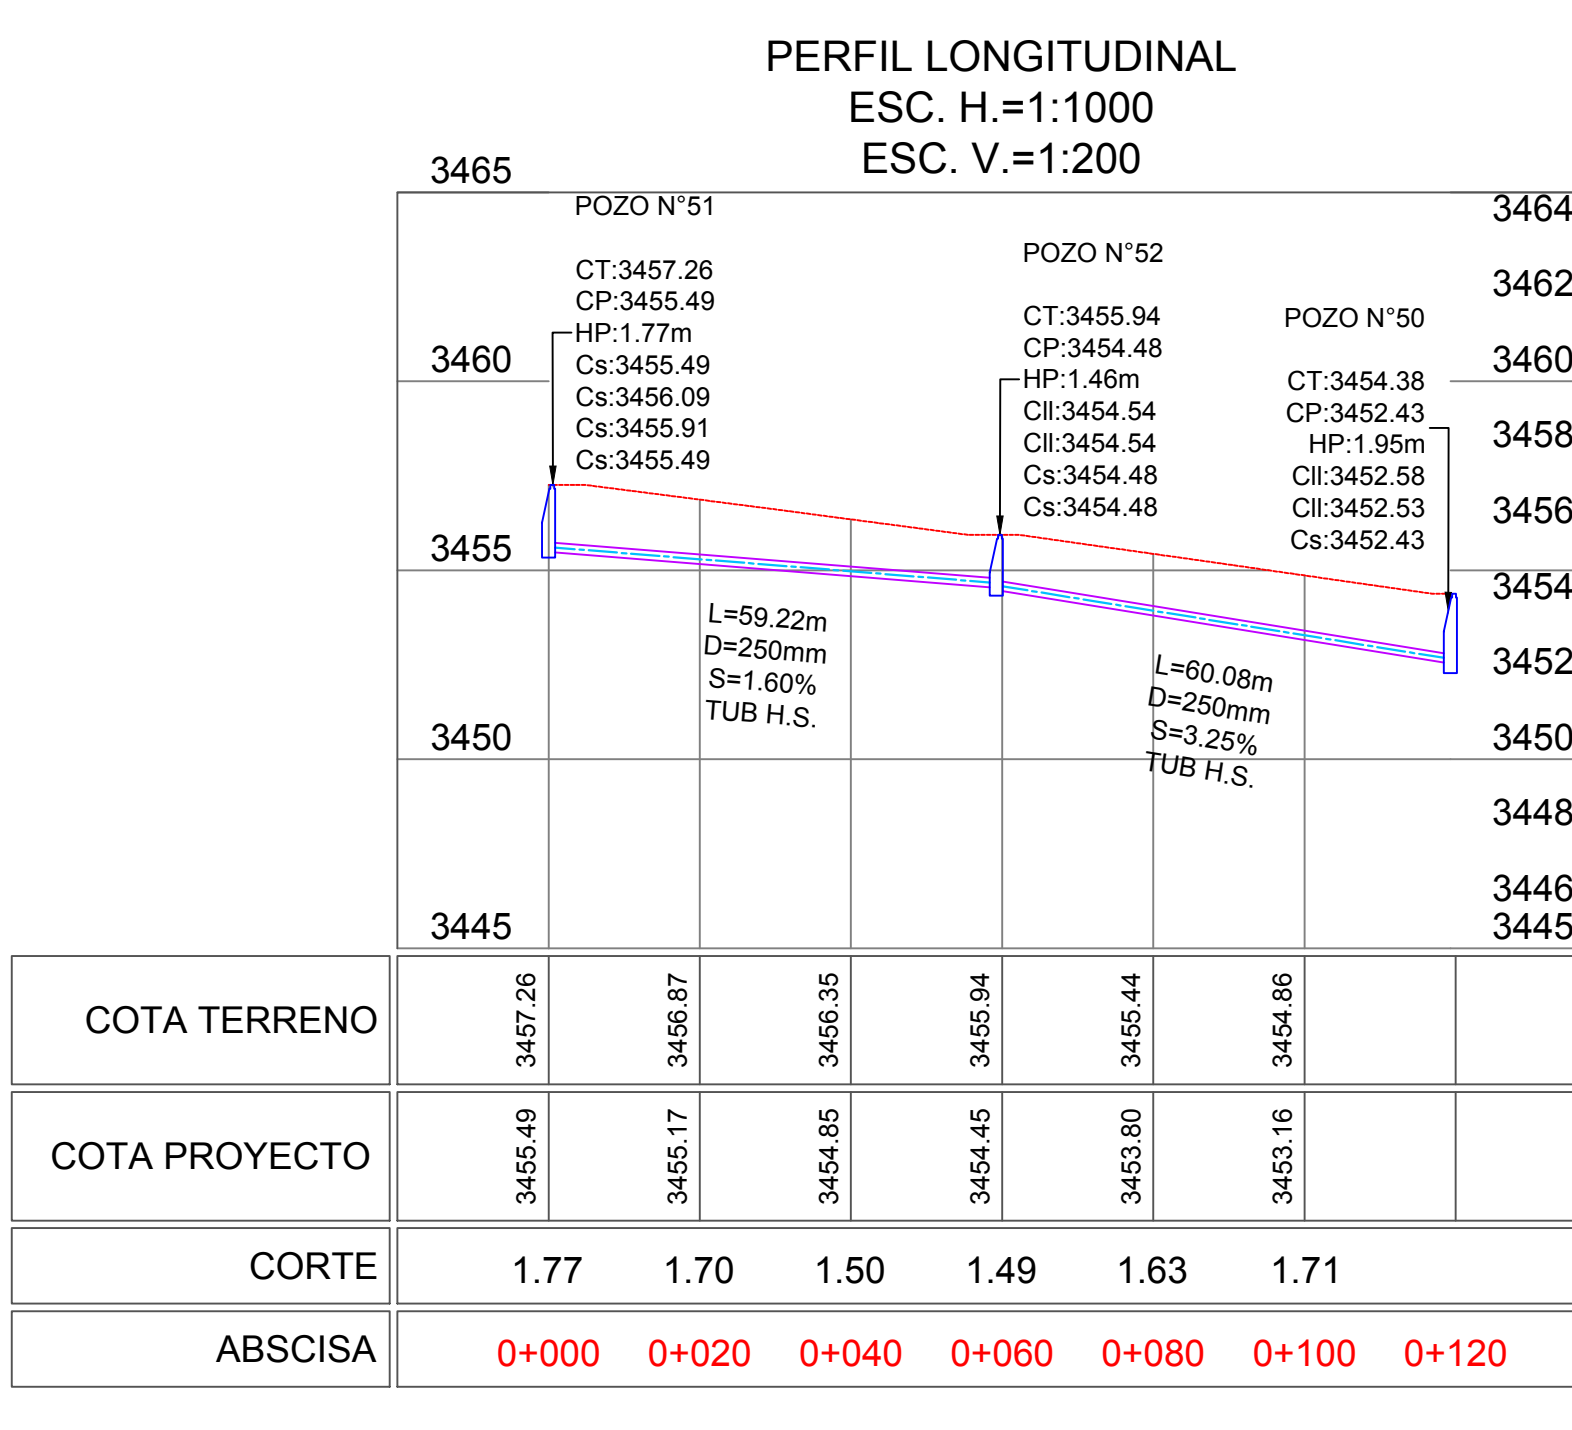 PERFIL LONGITUDINAL
ESC. H.=1:1000
ESC. V.=1:200
3465
3460
3455
3450
3445
POZO N°51
CT:3457.26
CP:3455.49
HP:1.77m
Cs:3455.49
Cs:3456.09
Cs:3455.91
Cs:3455.49
POZO N°52
CT:3455.94
CP:3454.48
HP:1.46m
Cll:3454.54
Cll:3454.54
Cs:3454.48
Cs:3454.48
POZO N°50
CT:3454.38
CP:3452.43
HP:1.95m
Cll:3452.58
Cll:3452.53
Cs:3452.43
3464
3462
3460
3458
3456
3454
3452
3450
3448
3446
3445
L=59.22m
D=250mm
S=1.60%
TUB H.S.
L=60.08m
D=250mm
S=3.25%
TUB H.S.
COTA TERRENO 3457.26 3456.87 3456.35 3455.94 3455.44 3454.86
COTA PROYECTO 3455.49 3455.17 3454.85 3454.45 3453.80 3453.16
CORTE 1.77 1.70 1.50 1.49 1.63 1.71
ABSCISA 0+000 0+020 0+040 0+060 0+080 0+100 0+120